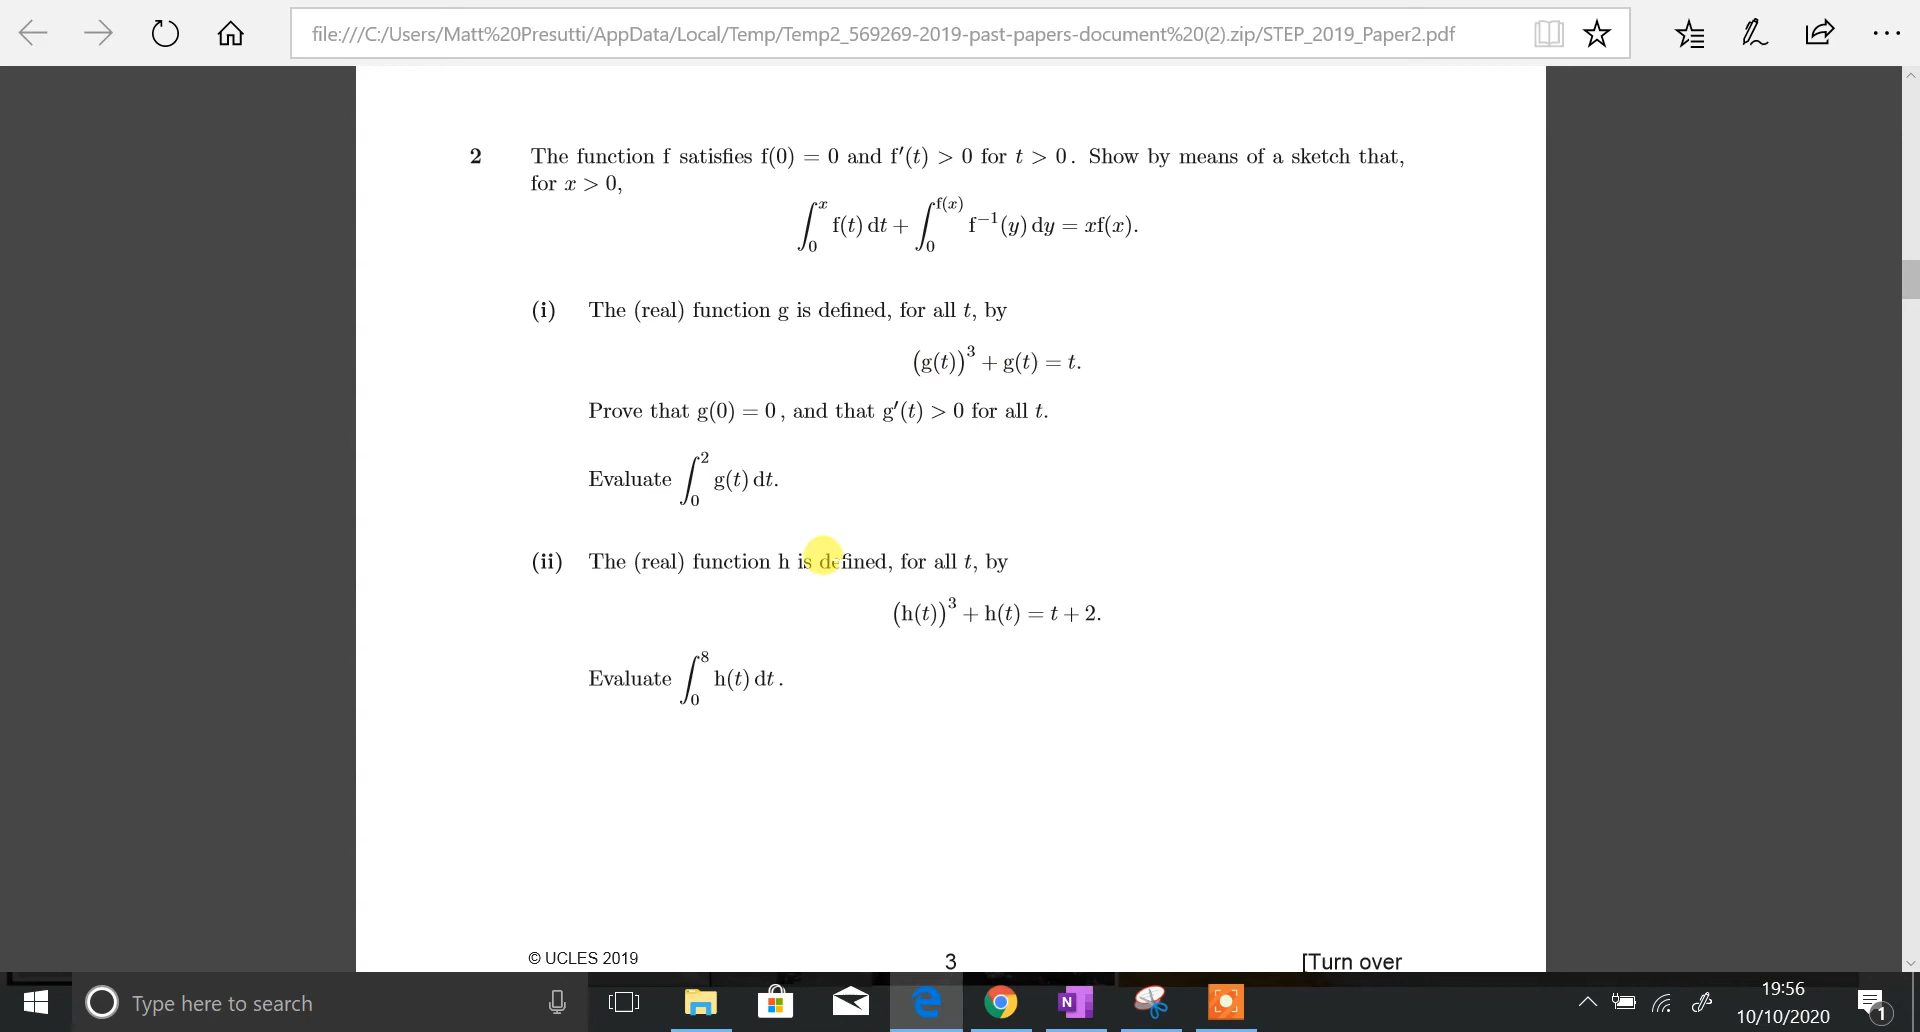 file:///C:/Users/Matt%20Presutti/AppData/Local/Temp/Temp2_569269-2019-past-papers-document%20(2).zip/STEP_2019_Paper2.pdf
2 The function f satisfies f(0) = 0 and f′(t) > 0 for t > 0. Show by means of a sketch that,
for x > 0,
∫₀ˣ f(t) dt + ∫₀^f(x) f⁻¹(y) dy = xf(x).
(i) The (real) function g is defined, for all t, by
(g(t))³ + g(t) = t.
Prove that g(0) = 0, and that g′(t) > 0 for all t.
Evaluate ∫₀² g(t) dt.
(ii) The (real) function h is defined, for all t, by
(h(t))³ + h(t) = t + 2.
Evaluate ∫₀⁸ h(t) dt.
© UCLES 2019 3 [Turn over
Type here to search
N
19:56
10/10/2020
1